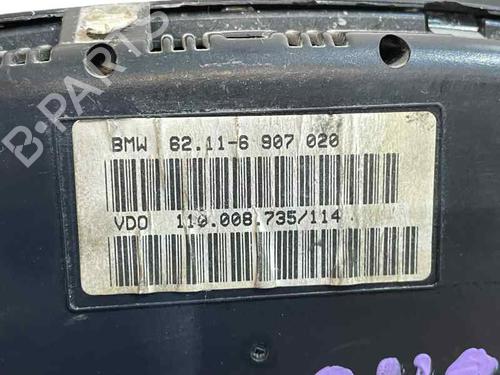 B-PARTS
BMW 62.11-6 907 020
VDO 110.008.735/114